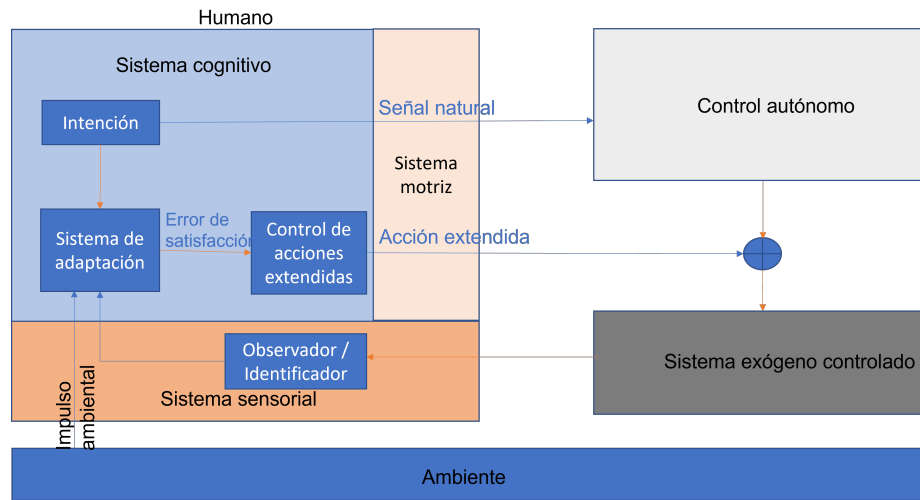 Humano
Sistema cognitivo
Intención
Señal natural
Control autónomo
Sistema
motriz
Sistema de
adaptación
Error de
satisfacción
Control de
acciones
extendidas
Acción extendida
Observador /
Identificador
Sistema exógeno controlado
Sistema sensorial
Impulso
ambiental
Ambiente